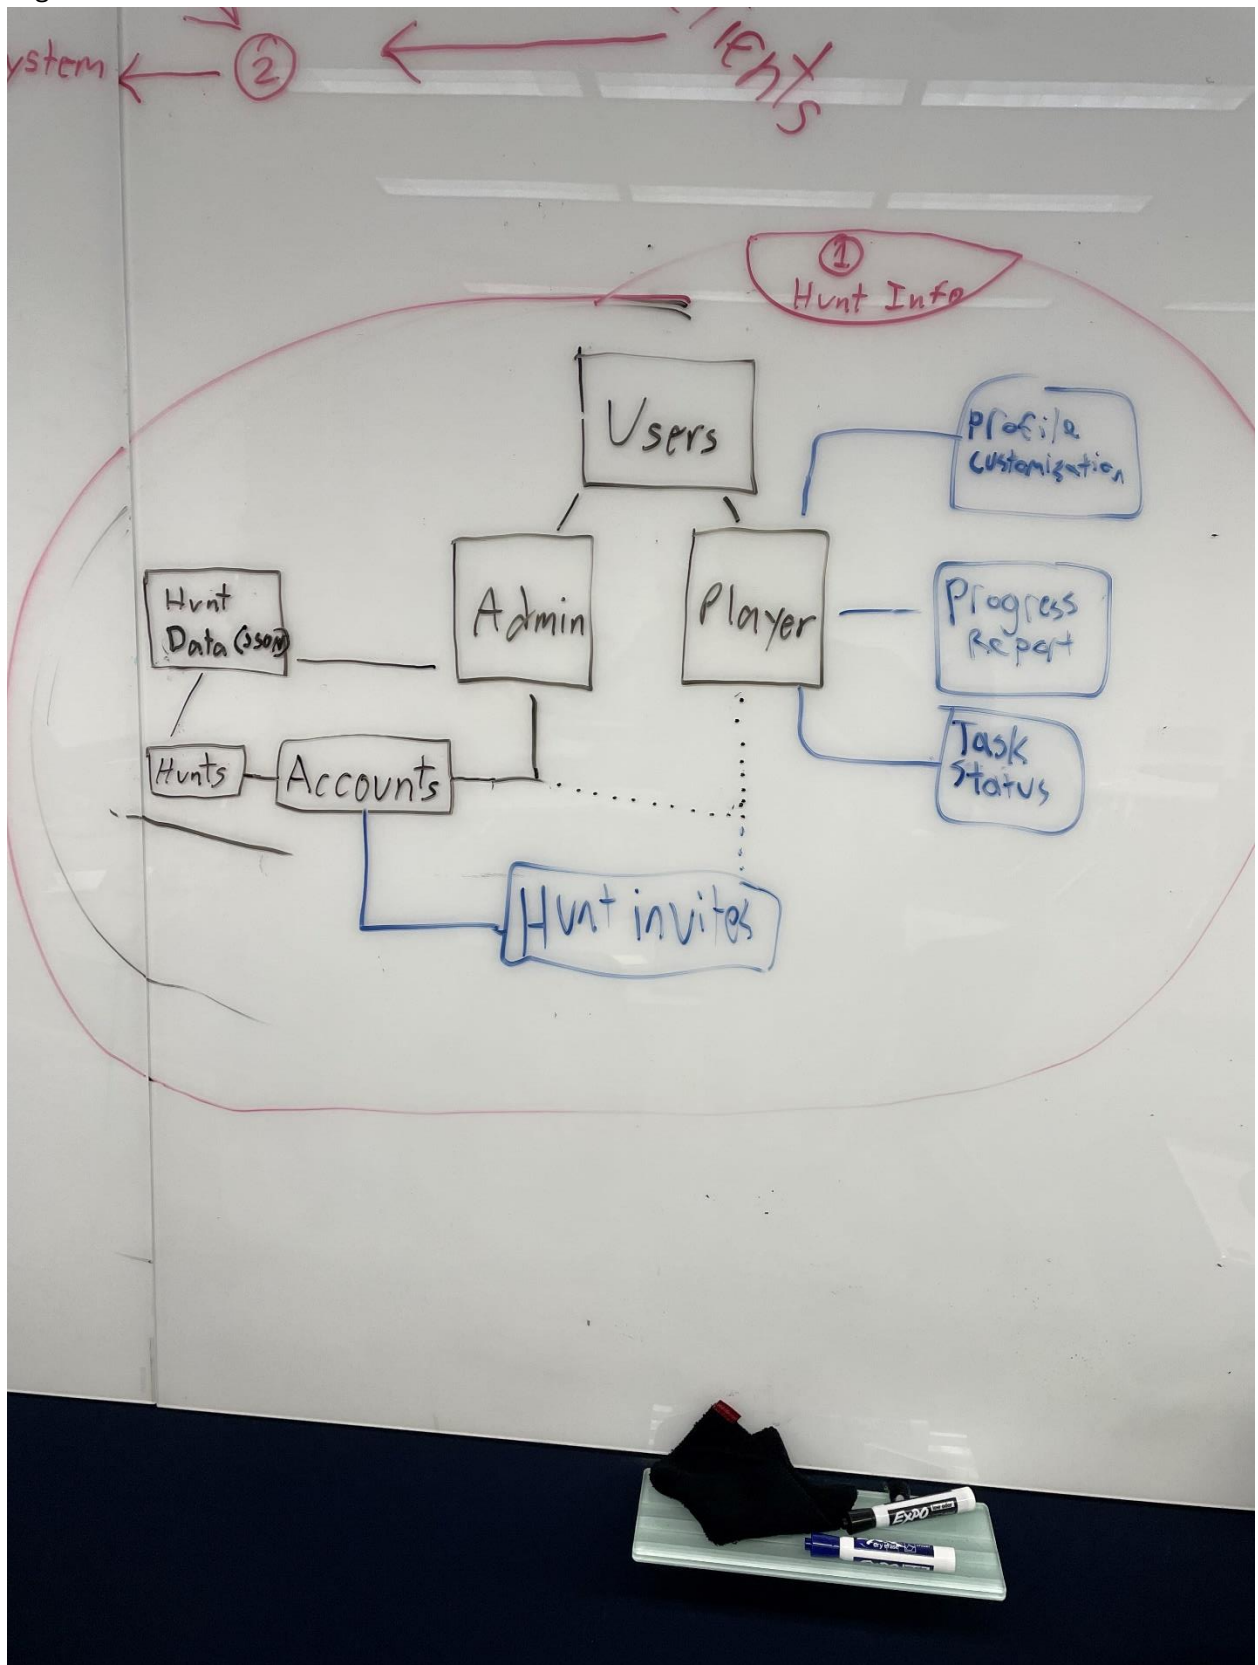 ystem
2
1
Hunt Info
Users
Profile
Customization
Admin
Player
Hunt
Data (JSON)
Progress
Report
Task
Status
Hunts
Accounts
Hunt invites
EXPO